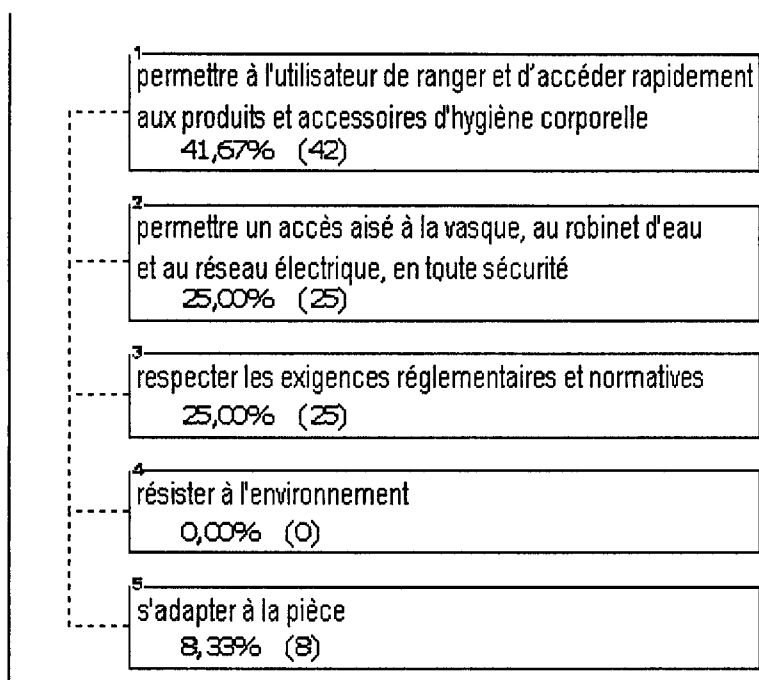 1
permettre à l'utilisateur de ranger et d'accéder rapidement
aux produits et accessoires d'hygiène corporelle
41,67% (42)
2
permettre un accès aisé à la vasque, au robinet d'eau
et au réseau électrique, en toute sécurité
25,00% (25)
3
respecter les exigences réglementaires et normatives
25,00% (25)
4
résister à l'environnement
0,00% (0)
5
s'adapter à la pièce
8,33% (8)